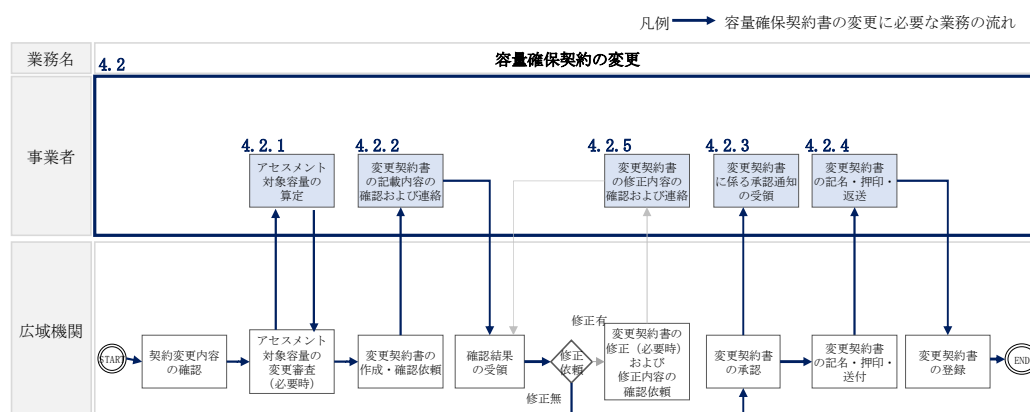 凡例
容量確保契約書の変更に必要な業務の流れ
業務名
4.2
容量確保契約の変更
事業者
4.2.1
アセスメント
対象容量の
算定
4.2.2
変更契約書
の記載内容の
確認および連絡
4.2.5
変更契約書
の修正内容の
確認および連絡
4.2.3
変更契約書
に係る承認通知
の受領
4.2.4
変更契約書
の記名・押印・
返送
広域機関
START
契約変更内容
の確認
アセスメント
対象容量の
変更審査
(必要時)
変更契約書の
作成・確認依頼
確認結果
の受領
修正
依頼
修正有
修正無
変更契約書の
修正（必要時）
および
修正内容の
確認依頼
変更契約書
の承認
変更契約書
の記名・押印・
送付
変更契約書
の登録
END